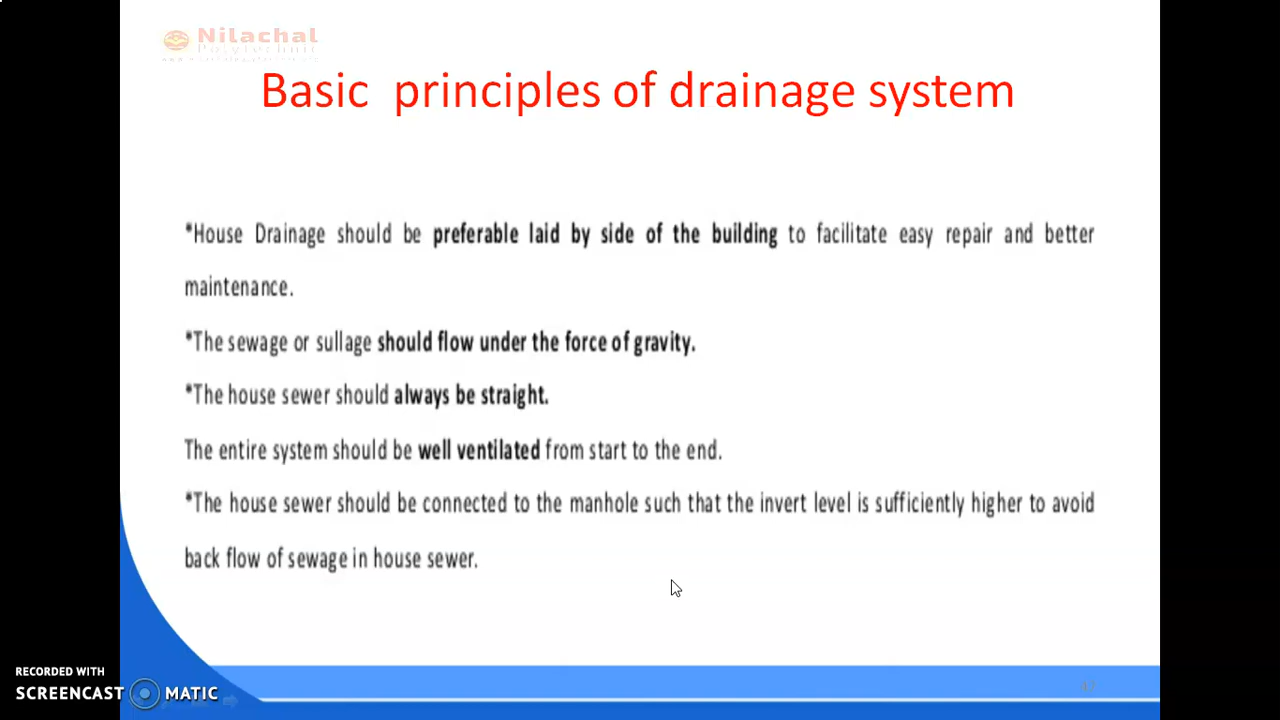 Nilachal
Polytechnic
Basic principles of drainage system
*House Drainage should be preferable laid by side of the building to facilitate easy repair and better
maintenance.
*The sewage or sullage should flow under the force of gravity.
*The house sewer should always be straight.
The entire system should be well ventilated from start to the end.
*The house sewer should be connected to the manhole such that the invert level is sufficiently higher to avoid
back flow of sewage in house sewer.
RECORDED WITH
SCREENCAST MATIC